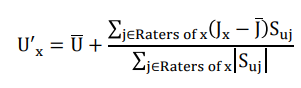 U′ₓ = U̅ + ∑ⱼ∈Raters of x(Jₓ − J̅)Sᵤⱼ / ∑ⱼ∈Raters of x|Sᵤⱼ|